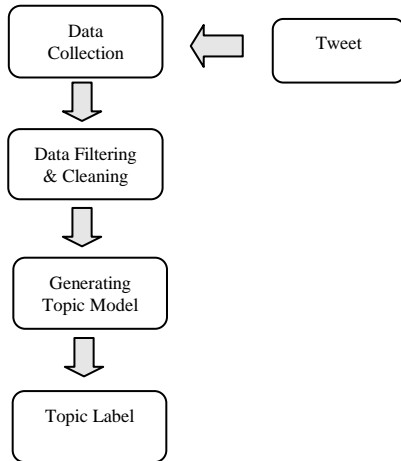 Data
Collection
Tweet
Data Filtering
& Cleaning
Generating
Topic Model
Topic Label